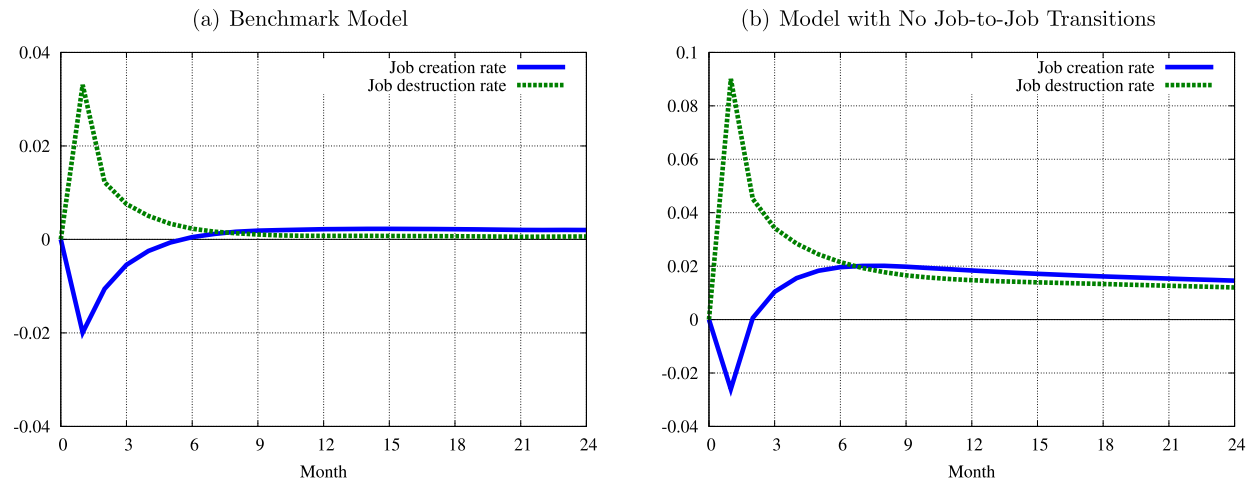 (a) Benchmark Model
0.04
0.02
0
-0.02
-0.04
Job creation rate
Job destruction rate
0 3 6 9 12 15 18 21 24
Month
(b) Model with No Job-to-Job Transitions
0.1
0.08
0.06
0.04
0.02
0
-0.02
-0.04
Job creation rate
Job destruction rate
0 3 6 9 12 15 18 21 24
Month